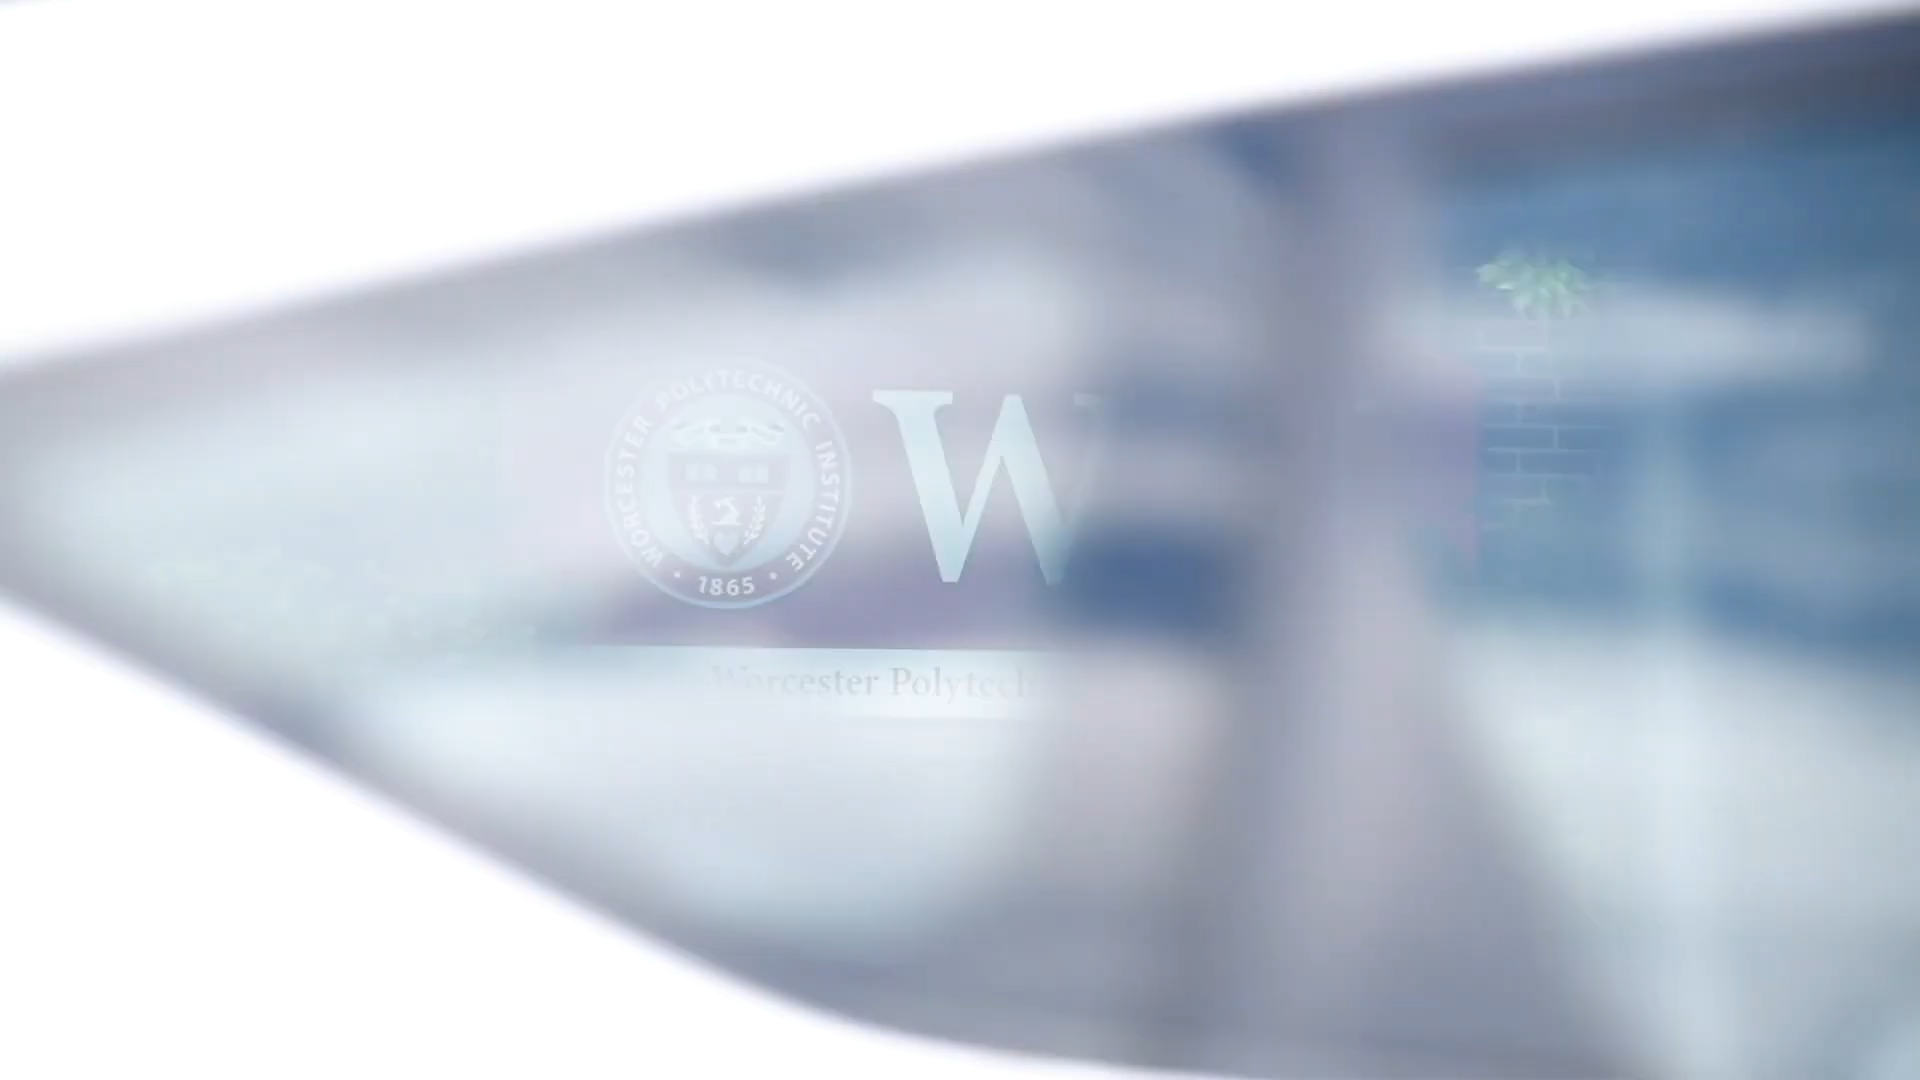 WORCESTER POLYTECHNIC INSTITUTE
• 1865 •
W
Worcester Polytech